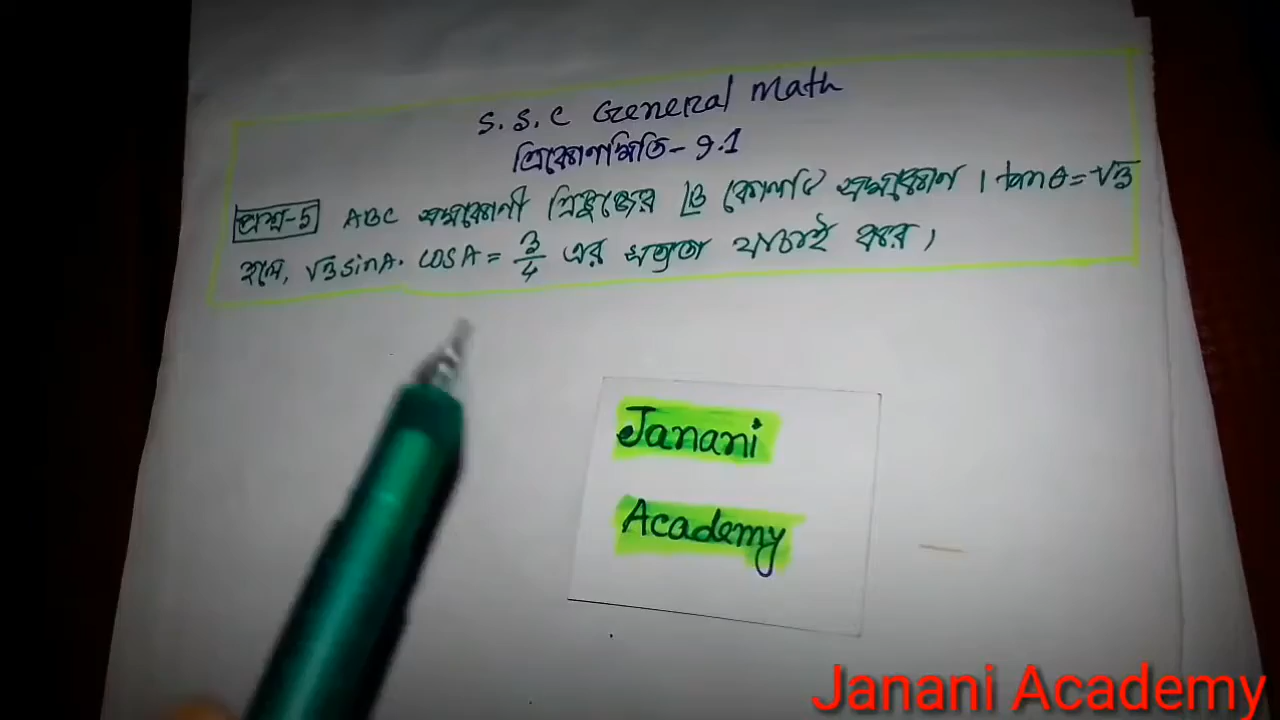 S.S.C General Math
ত্রিকোণমিতি-9.1
প্রশ্ন-5 ABC সমকোণী ত্রিভুজের ∠B কোণটি সমকোণ । tanθ=√3
হলে, √3 sinA. cosA = 3/4 এর সত্যতা যাচাই কর।
Janani
Academy
Janani Academy